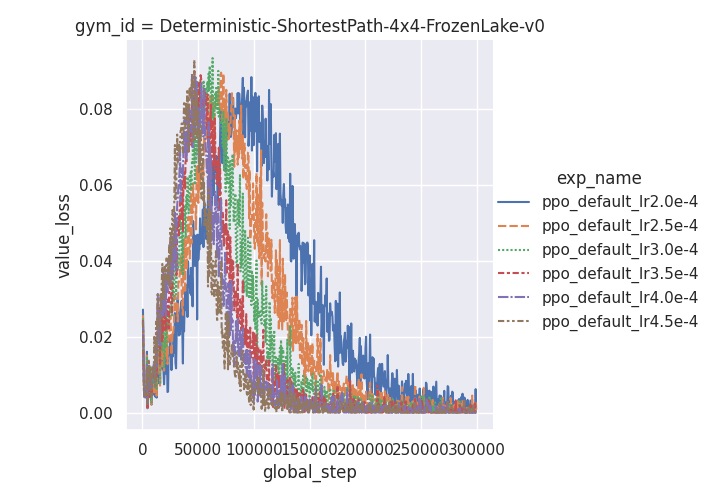 gym_id = Deterministic-ShortestPath-4x4-FrozenLake-v0
0.08
0.06
0.04
0.02
0.00
value_loss
0 50000 100000 150000 200000 250000 300000
global_step
exp_name
ppo_default_lr2.0e-4
ppo_default_lr2.5e-4
ppo_default_lr3.0e-4
ppo_default_lr3.5e-4
ppo_default_lr4.0e-4
ppo_default_lr4.5e-4